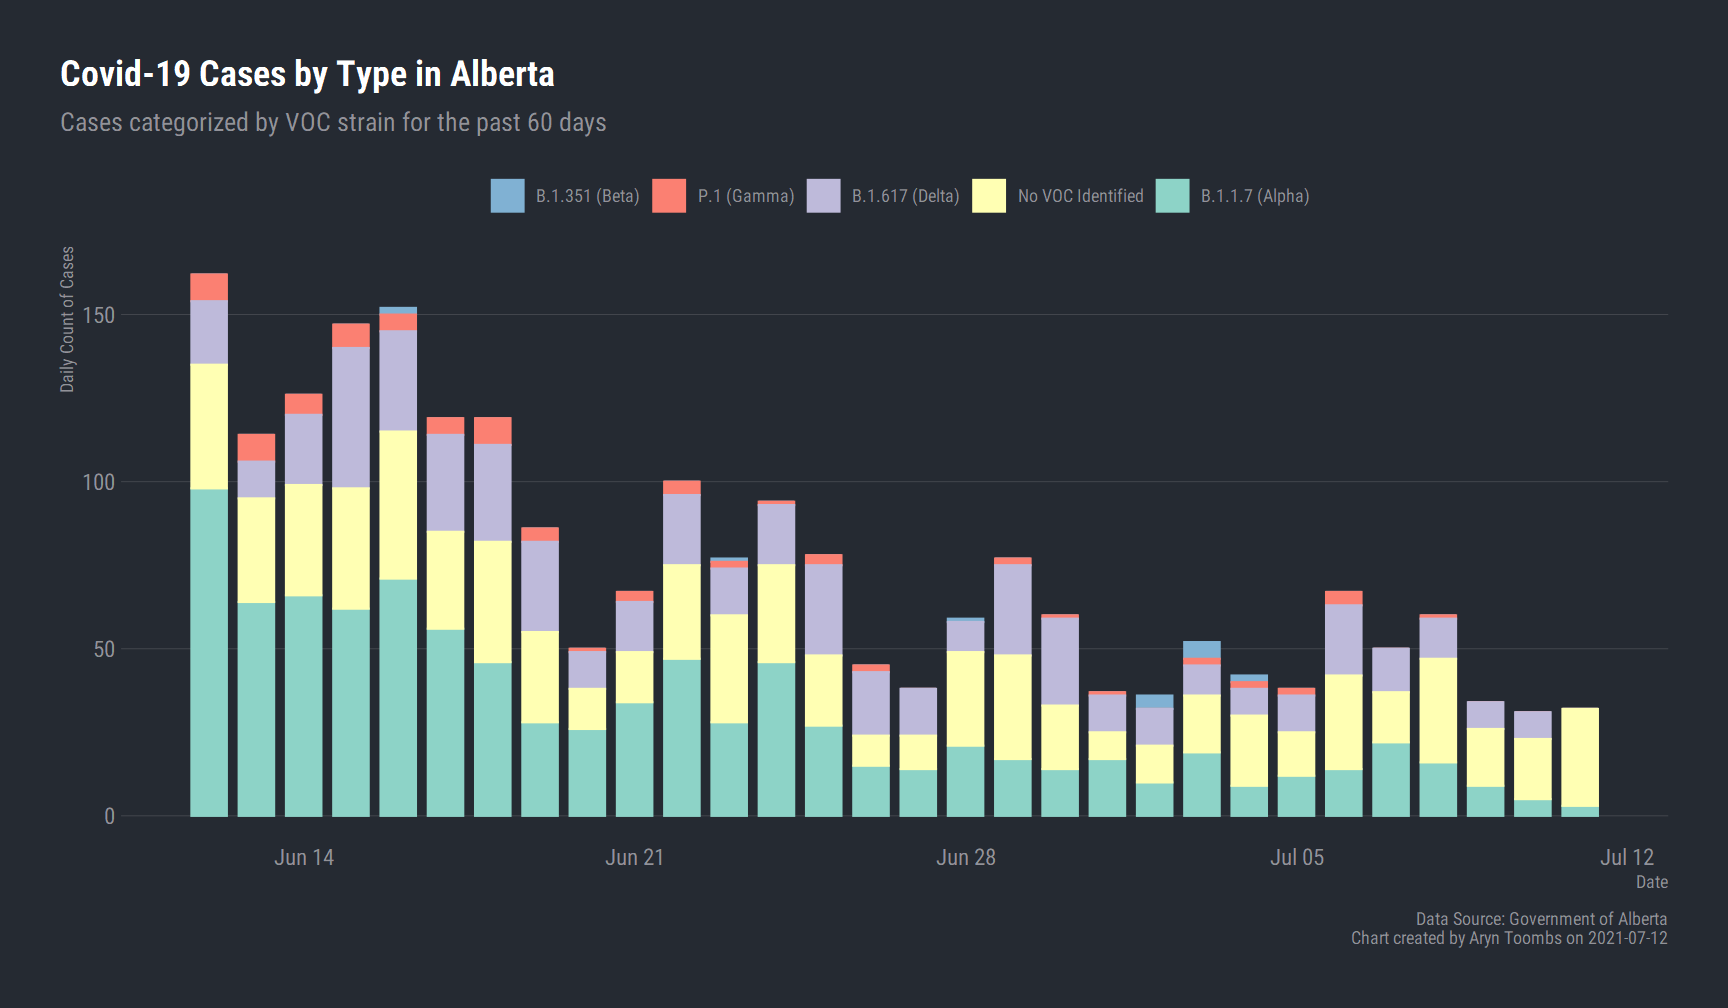 Covid-19 Cases by Type in Alberta
Cases categorized by VOC strain for the past 60 days
B.1.351 (Beta) P.1 (Gamma) B.1.617 (Delta) No VOC Identified B.1.1.7 (Alpha)
Daily Count of Cases
150
100
50
0
Jun 14 Jun 21 Jun 28 Jul 05 Jul 12
Date
Data Source: Government of Alberta
Chart created by Aryn Toombs on 2021-07-12